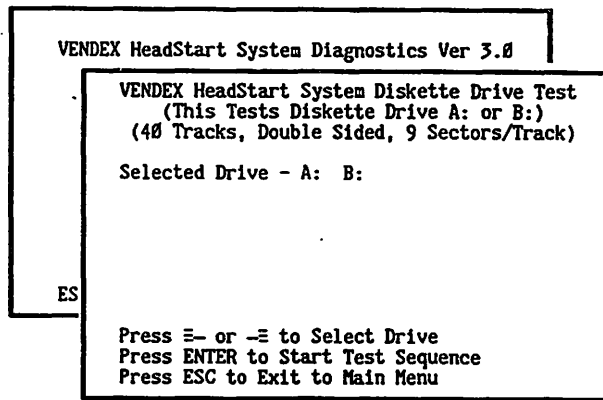 VENDEX HeadStart System Diagnostics Ver 3.0
VENDEX HeadStart System Diskette Drive Test
(This Tests Diskette Drive A: or B:)
(40 Tracks, Double Sided, 9 Sectors/Track)
Selected Drive - A: B:
ES
Press Ξ— or —Ξ to Select Drive
Press ENTER to Start Test Sequence
Press ESC to Exit to Main Menu